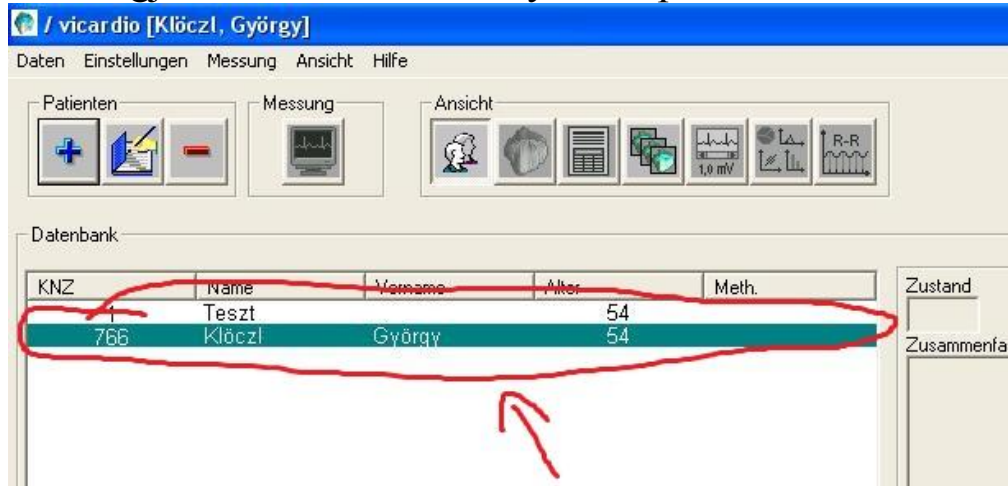 / vicardio [Klöczl, György]
Daten Einstellungen Messung Ansicht Hilfe
Patienten Messung Ansicht
1,0 mV R-R
Datenbank
KNZ Name Vorname Alter Meth. Zustand
1 Teszt 54
766 Klöczl György 54
Zusammenfa